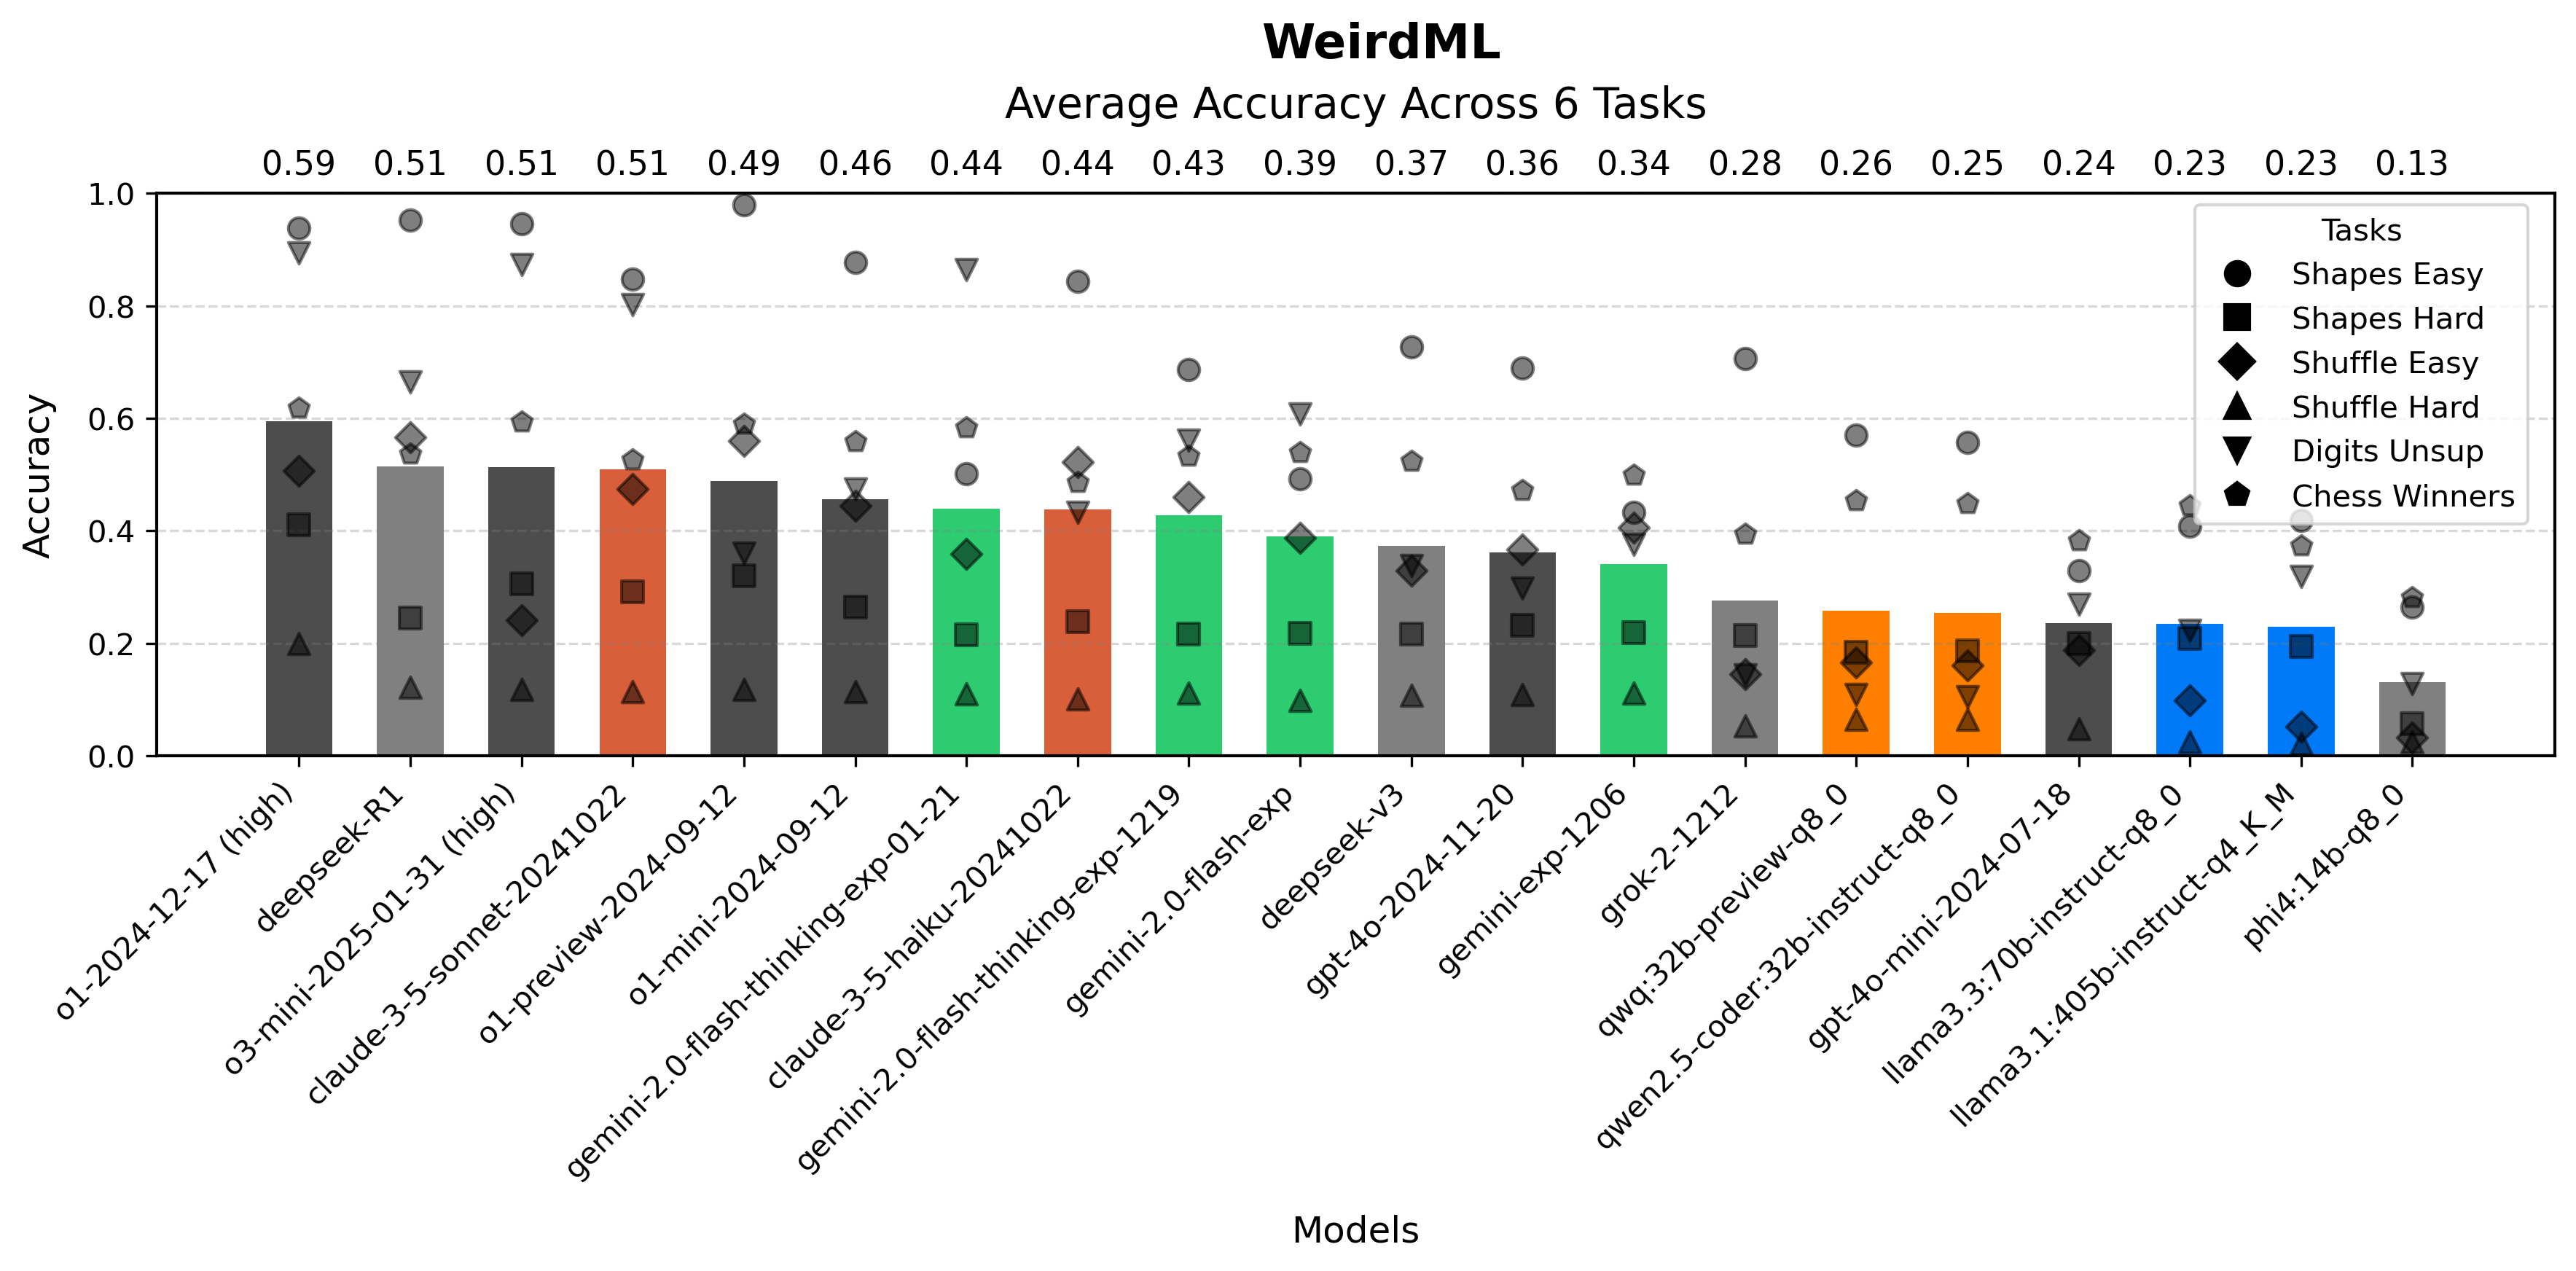 WeirdML
Average Accuracy Across 6 Tasks
0.59 0.51 0.51 0.51 0.49 0.46 0.44 0.44 0.43 0.39 0.37 0.36 0.34 0.28 0.26 0.25 0.24 0.23 0.23 0.13
Accuracy
1.0
0.8
0.6
0.4
0.2
0.0
Tasks
Shapes Easy
Shapes Hard
Shuffle Easy
Shuffle Hard
Digits Unsup
Chess Winners
o1-2024-12-17 (high)
deepseek-R1
o3-mini-2025-01-31 (high)
claude-3-5-sonnet-20241022
o1-preview-2024-09-12
o1-mini-2024-09-12
gemini-2.0-flash-thinking-exp-01-21
claude-3-5-haiku-20241022
gemini-2.0-flash-thinking-exp-1219
gemini-2.0-flash-exp
deepseek-v3
gpt-4o-2024-11-20
gemini-exp-1206
grok-2-1212
qwq:32b-preview-q8_0
qwen2.5-coder:32b-instruct-q8_0
gpt-4o-mini-2024-07-18
llama3.3:70b-instruct-q8_0
llama3.1:405b-instruct-q4_K_M
phi4:14b-q8_0
Models